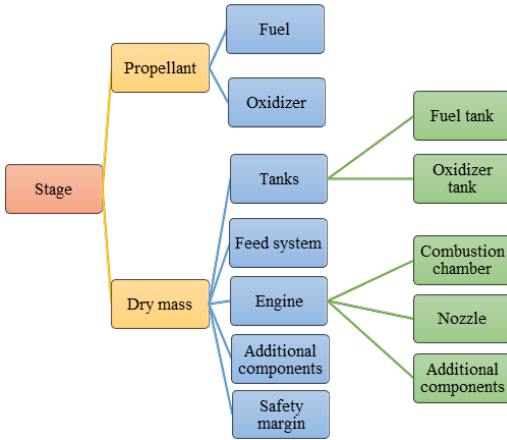 Stage
Propellant
Fuel
Oxidizer
Dry mass
Tanks
Fuel tank
Oxidizer
tank
Feed system
Engine
Combustion
chamber
Nozzle
Additional
components
Additional
components
Safety
margin